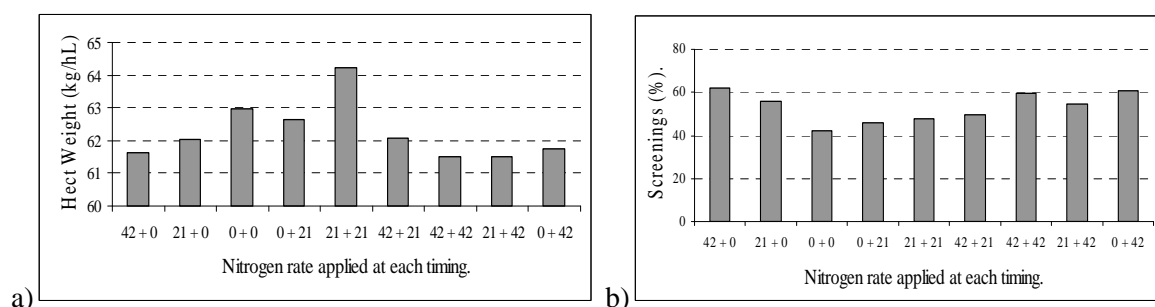 65
64
63
62
61
60
Hect Weight (kg/hL)
42 + 0 21 + 0 0 + 0 0 + 21 21 + 21 42 + 21 42 + 42 21 + 42 0 + 42
Nitrogen rate applied at each timing.
a)
80
60
40
20
0
Screenings (%).
42 + 0 21 + 0 0 + 0 0 + 21 21 + 21 42 + 21 42 + 42 21 + 42 0 + 42
Nitrogen rate applied at each timing.
b)